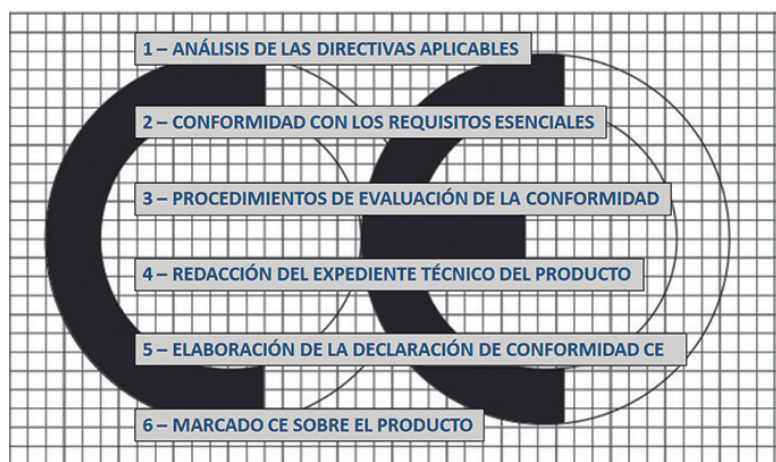 1 – ANÁLISIS DE LAS DIRECTIVAS APLICABLES
2 – CONFORMIDAD CON LOS REQUISITOS ESENCIALES
3 – PROCEDIMIENTOS DE EVALUACIÓN DE LA CONFORMIDAD
4 – REDACCIÓN DEL EXPEDIENTE TÉCNICO DEL PRODUCTO
5 – ELABORACIÓN DE LA DECLARACIÓN DE CONFORMIDAD CE
6 – MARCADO CE SOBRE EL PRODUCTO